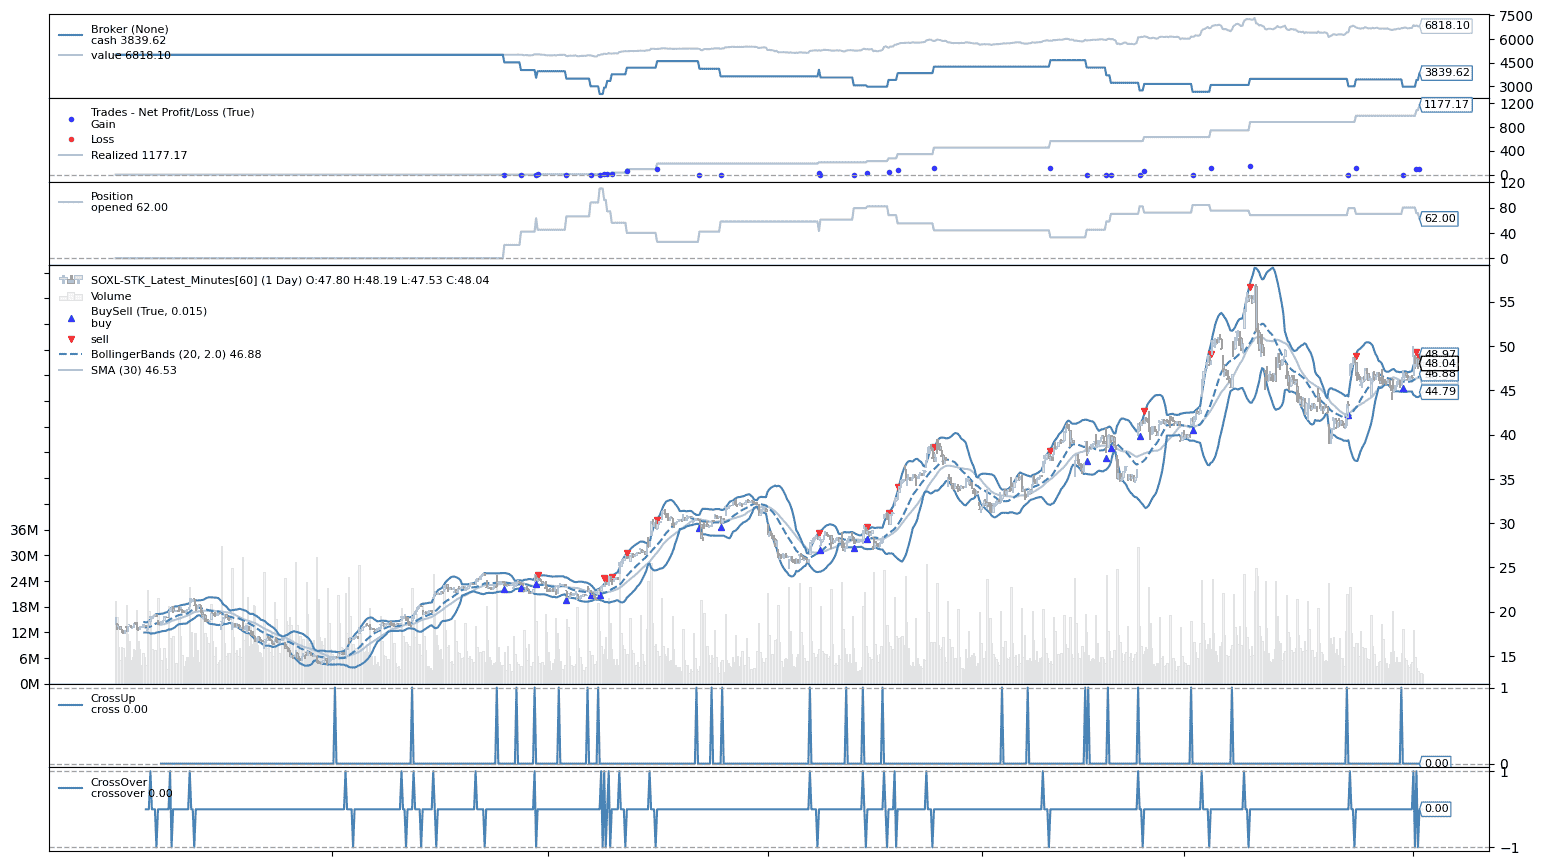 Broker (None)
cash 3839.62
value 6818.10
7500
6818.10
6000
4500
3839.62
3000
Trades - Net Profit/Loss (True)
Gain
Loss
Realized 1177.17
1200
1177.17
800
400
0
Position
opened 62.00
120
80
62.00
40
0
SOXL-STK_Latest_Minutes[60] (1 Day) O:47.80 H:48.19 L:47.53 C:48.04
Volume
BuySell (True, 0.015)
buy
sell
BollingerBands (20, 2.0) 46.88
SMA (30) 46.53
55
50
48.97
48.04
46.88
45
44.79
40
35
30
25
20
15
36M
30M
24M
18M
12M
6M
0M
CrossUp
cross 0.00
1
0.00
0
CrossOver
crossover 0.00
1
0.00
−1